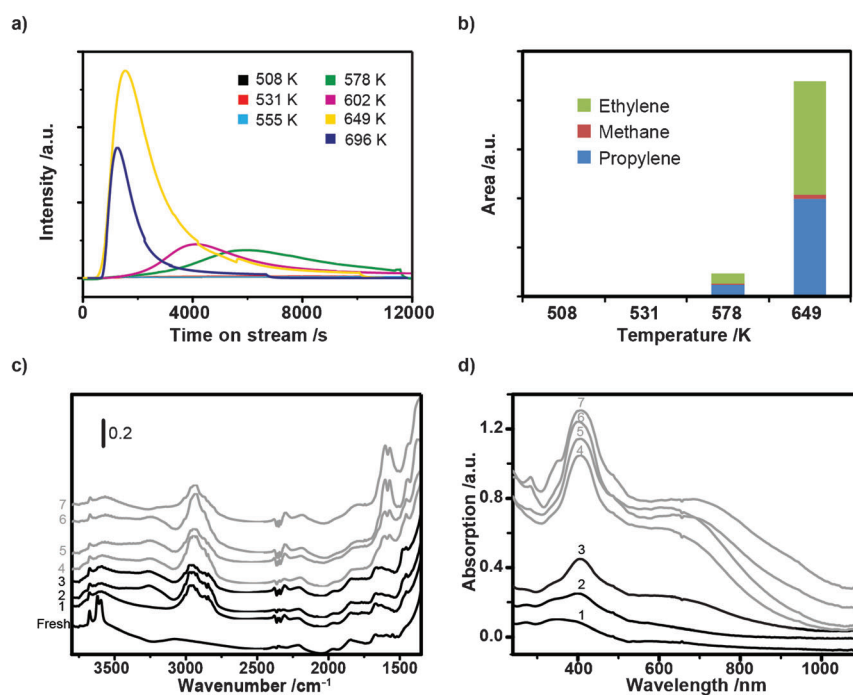 a)
508 K
531 K
555 K
578 K
602 K
649 K
696 K
Intensity /a.u.
0 4000 8000 12000
Time on stream /s
b)
Ethylene
Methane
Propylene
Area /a.u.
508 531 578 649
Temperature /K
c)
0.2
7
6
5
4
3
2
1
Fresh
3500 3000 2500 2000 1500
Wavenumber /cm⁻¹
d)
7
6
5
4
3
2
1
1.2
0.8
0.4
0.0
Absorption /a.u.
400 600 800 1000
Wavelength /nm